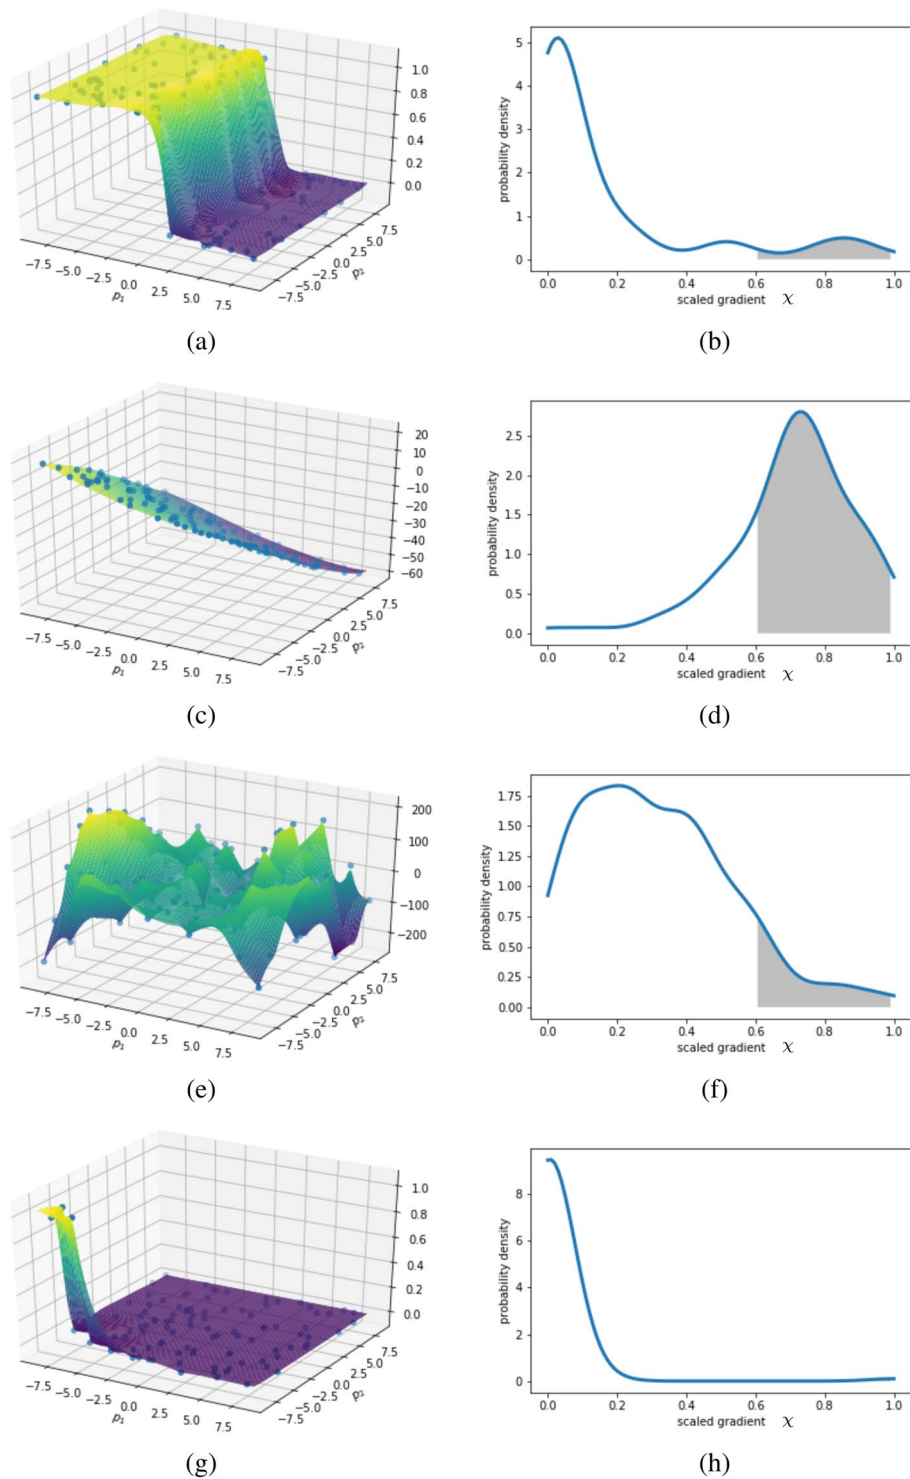 1.0
0.8
0.6
0.4
0.2
0.0
−7.5 −5.0 −2.5 0.0 2.5 5.0 7.5
p₁
−7.5 −5.0 −2.5 0.0 2.5 5.0 7.5
p₂
(a)
5
4
3
2
1
0
probability density
0.0 0.2 0.4 0.6 0.8 1.0
scaled gradient χ
(b)
20
10
0
−10
−20
−30
−40
−50
−60
−7.5 −5.0 −2.5 0.0 2.5 5.0 7.5
p₁
−7.5 −5.0 −2.5 0.0 2.5 5.0 7.5
p₂
(c)
2.5
2.0
1.5
1.0
0.5
0.0
probability density
0.0 0.2 0.4 0.6 0.8 1.0
scaled gradient χ
(d)
200
100
0
−100
−200
−7.5 −5.0 −2.5 0.0 2.5 5.0 7.5
p₁
−7.5 −5.0 −2.5 0.0 2.5 5.0 7.5
p₂
(e)
1.75
1.50
1.25
1.00
0.75
0.50
0.25
0.00
probability density
0.0 0.2 0.4 0.6 0.8 1.0
scaled gradient χ
(f)
1.0
0.8
0.6
0.4
0.2
0.0
−7.5 −5.0 −2.5 0.0 2.5 5.0 7.5
p₁
−7.5 −5.0 −2.5 0.0 2.5 5.0 7.5
p₂
(g)
8
6
4
2
0
probability density
0.0 0.2 0.4 0.6 0.8 1.0
scaled gradient χ
(h)